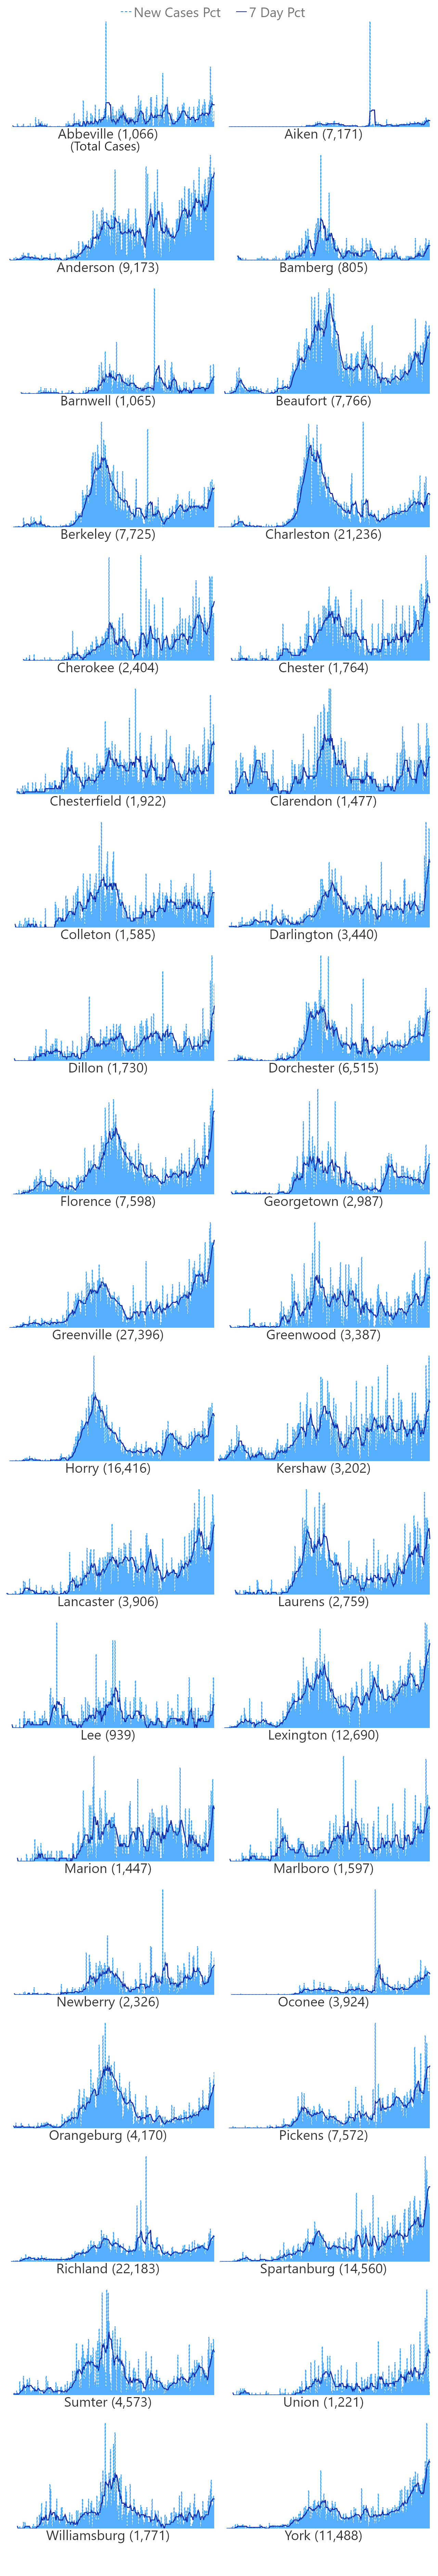 New Cases Pct 7 Day Pct
Abbeville (1,066) Aiken (7,171)
(Total Cases)
Anderson (9,173) Bamberg (805)
Barnwell (1,065) Beaufort (7,766)
Berkeley (7,725) Charleston (21,236)
Cherokee (2,404) Chester (1,764)
Chesterfield (1,922) Clarendon (1,477)
Colleton (1,585) Darlington (3,440)
Dillon (1,730) Dorchester (6,515)
Florence (7,598) Georgetown (2,987)
Greenville (27,396) Greenwood (3,387)
Horry (16,416) Kershaw (3,202)
Lancaster (3,906) Laurens (2,759)
Lee (939) Lexington (12,690)
Marion (1,447) Marlboro (1,597)
Newberry (2,326) Oconee (3,924)
Orangeburg (4,170) Pickens (7,572)
Richland (22,183) Spartanburg (14,560)
Sumter (4,573) Union (1,221)
Williamsburg (1,771) York (11,488)